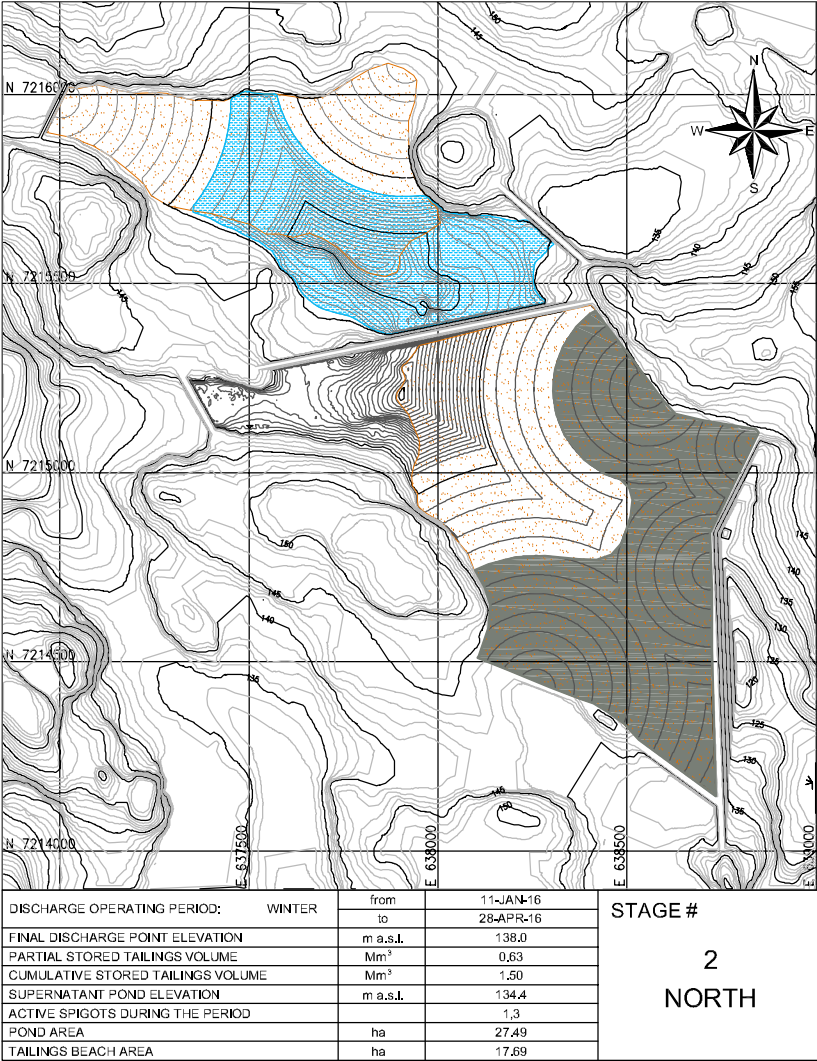 150
145
N
N 7216000
W
E
S
135
140
145
150
155
145
N 7215500
N 7215000
150
145
140
145
140
135
130
125
120
N 7214500
135
125
130
145
150
135
N 7214000
E 637500
E 638000
E 638500
E 639000
DISCHARGE OPERATING PERIOD: WINTER from 11-JAN-16
to 28-APR-16
FINAL DISCHARGE POINT ELEVATION m a.s.l. 138.0
PARTIAL STORED TAILINGS VOLUME Mm³ 0.63
CUMULATIVE STORED TAILINGS VOLUME Mm³ 1.50
SUPERNATANT POND ELEVATION m a.s.l. 134.4
ACTIVE SPIGOTS DURING THE PERIOD 1,3
POND AREA ha 27.49
TAILINGS BEACH AREA ha 17.69
STAGE #
2
NORTH